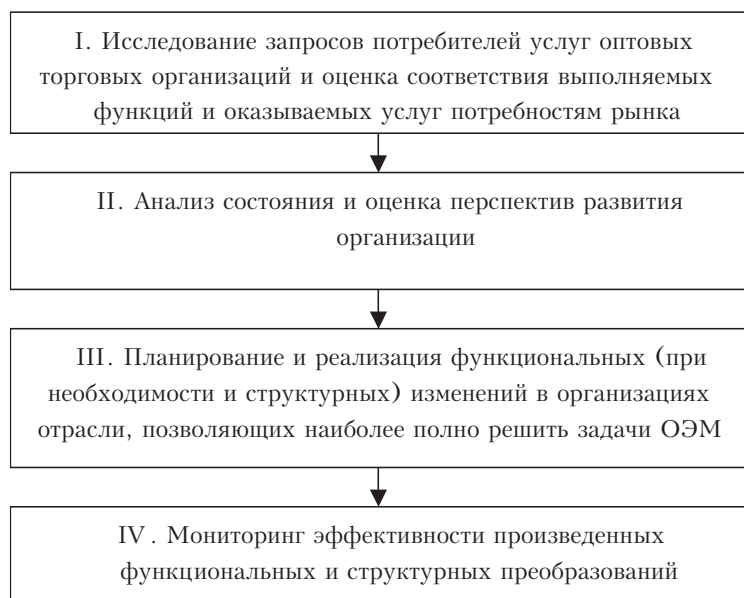 I. Исследование запросов потребителей услуг оптовых
торговых организаций и оценка соответствия выполняемых
функций и оказываемых услуг потребностям рынка
II. Анализ состояния и оценка перспектив развития
организации
III. Планирование и реализация функциональных (при
необходимости и структурных) изменений в организациях
отрасли, позволяющих наиболее полно решить задачи ОЭМ
IV. Мониторинг эффективности произведенных
функциональных и структурных преобразований